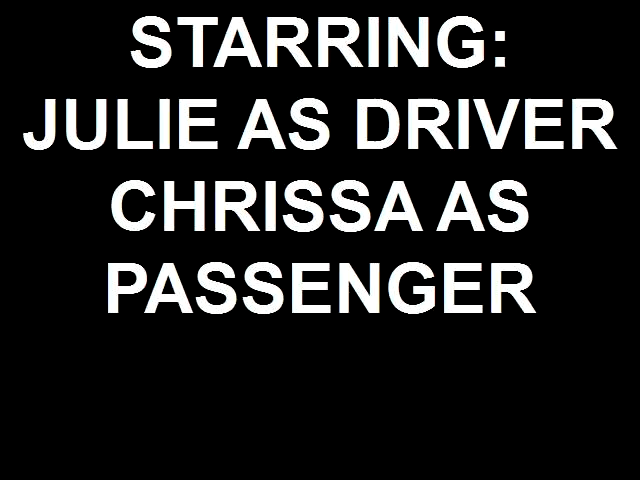 STARRING:
JULIE AS DRIVER
CHRISSA AS
PASSENGER